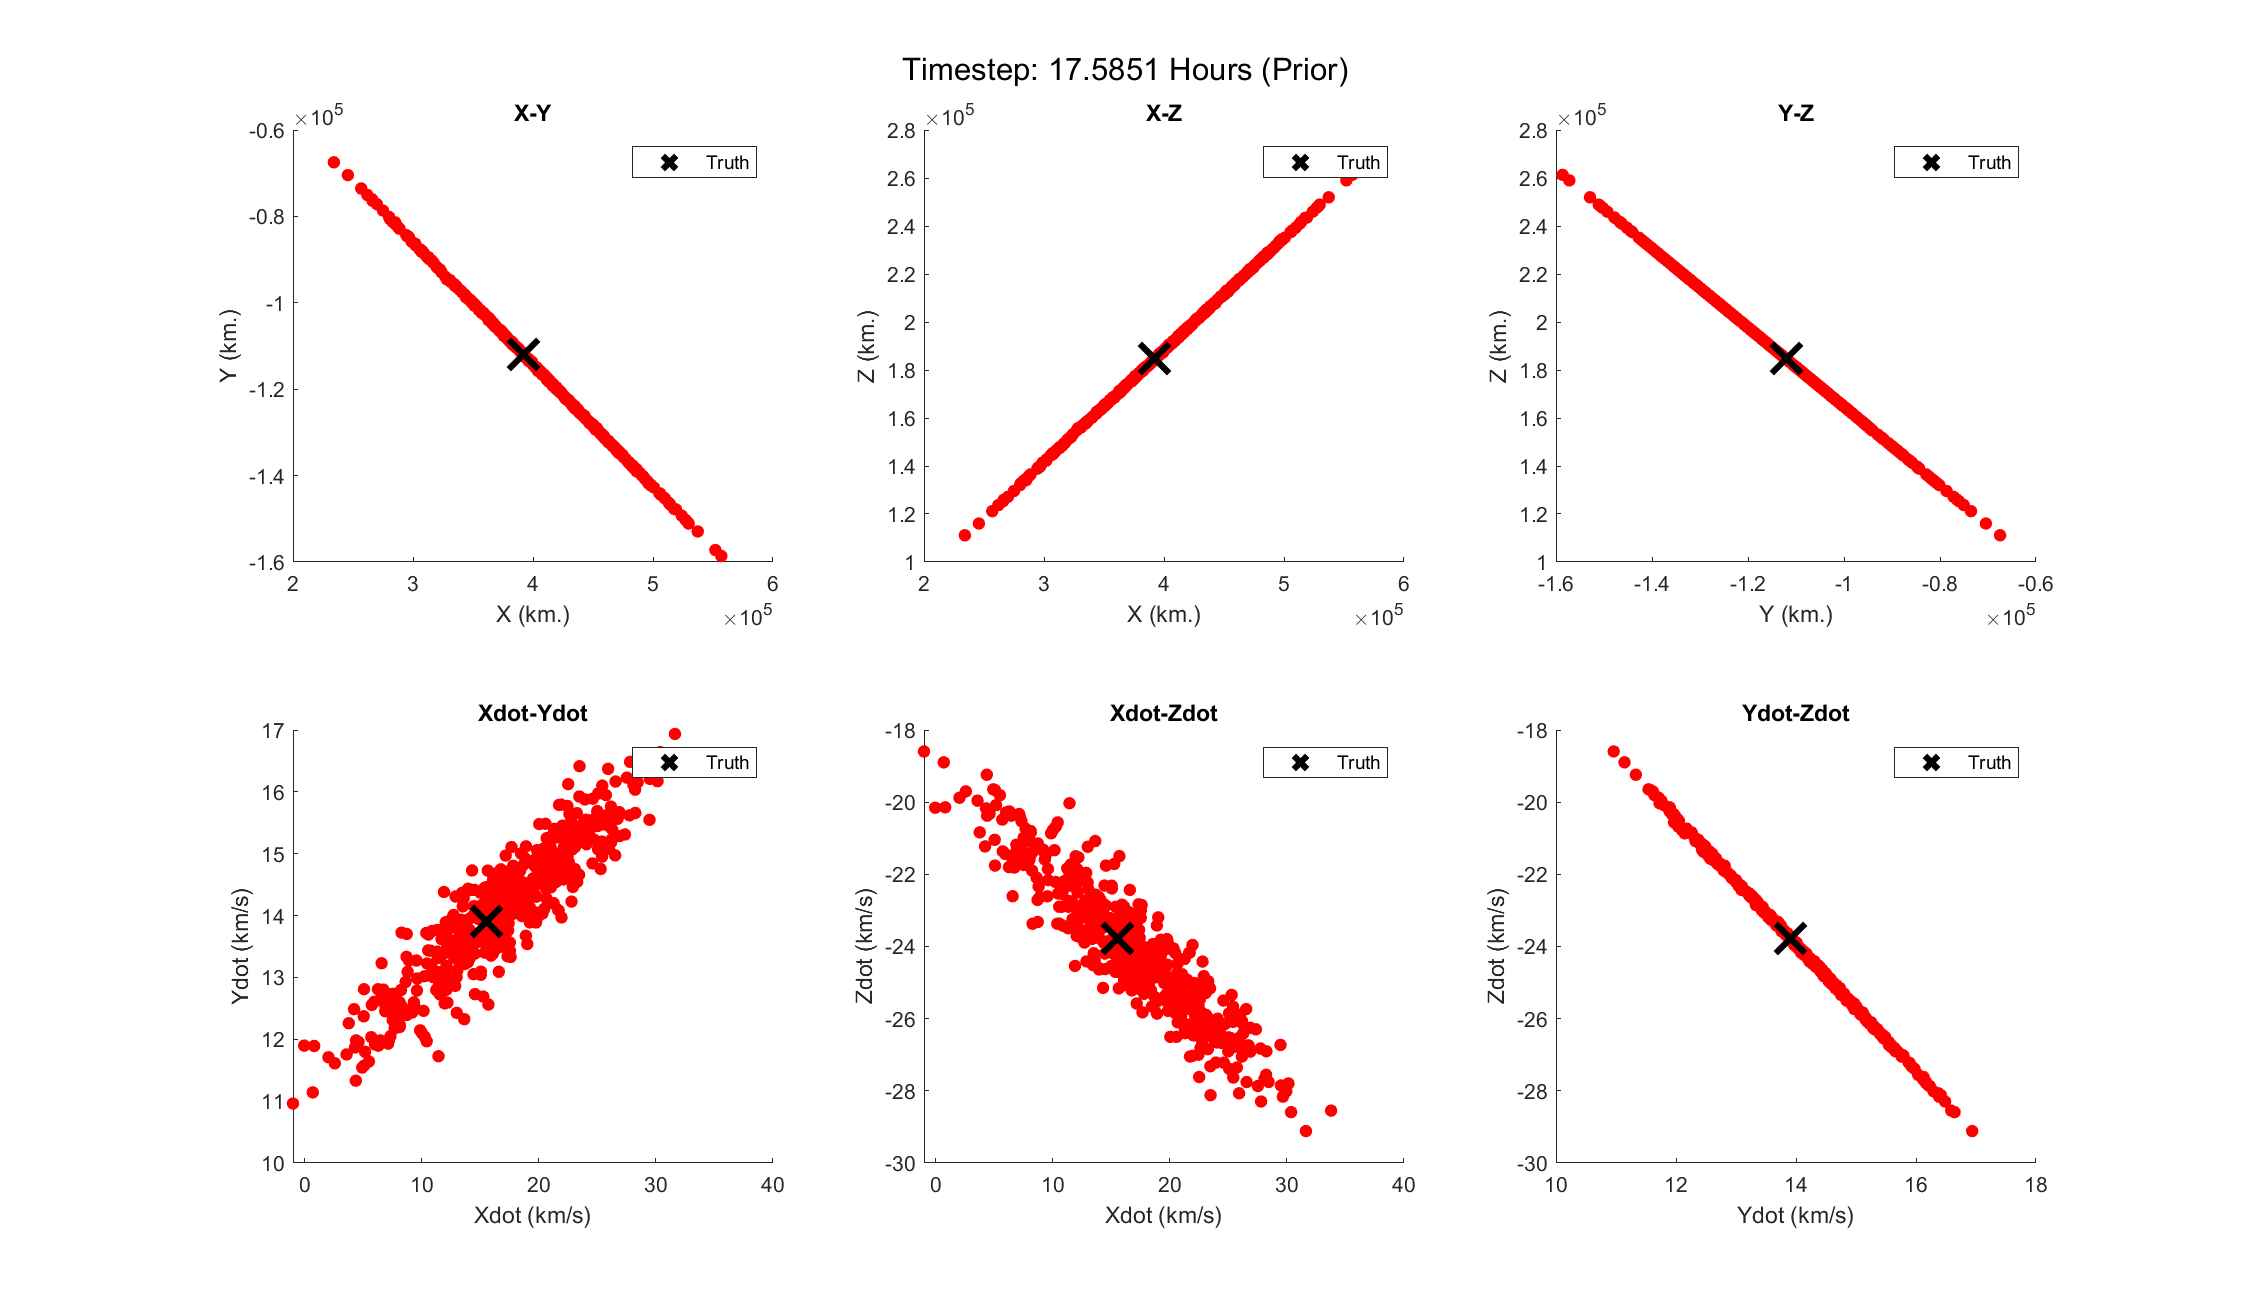 Timestep: 17.5851 Hours (Prior)
X-Y
×10^5
-0.6
-0.8
-1
-1.2
-1.4
-1.6
Y (km.)
2 3 4 5 6
X (km.)
×10^5
Truth
X-Z
×10^5
2.8
2.6
2.4
2.2
2
1.8
1.6
1.4
1.2
1
Z (km.)
2 3 4 5 6
X (km.)
×10^5
Truth
Y-Z
×10^5
2.8
2.6
2.4
2.2
2
1.8
1.6
1.4
1.2
1
Z (km.)
-1.6 -1.4 -1.2 -1 -0.8 -0.6
Y (km.)
×10^5
Truth
Xdot-Ydot
17
16
15
14
13
12
11
10
Ydot (km/s)
0 10 20 30 40
Xdot (km/s)
Truth
Xdot-Zdot
-18
-20
-22
-24
-26
-28
-30
Zdot (km/s)
0 10 20 30 40
Xdot (km/s)
Truth
Ydot-Zdot
-18
-20
-22
-24
-26
-28
-30
Zdot (km/s)
10 12 14 16 18
Ydot (km/s)
Truth